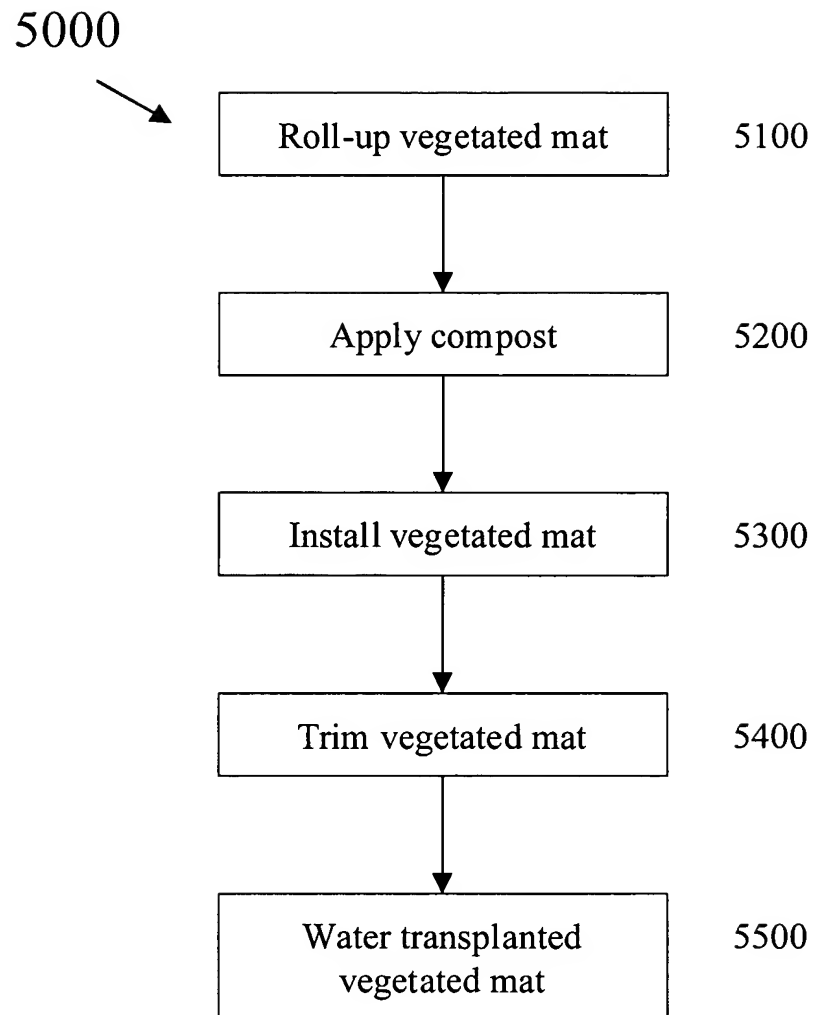 5000
Roll-up vegetated mat 5100
Apply compost 5200
Install vegetated mat 5300
Trim vegetated mat 5400
Water transplanted 5500
vegetated mat